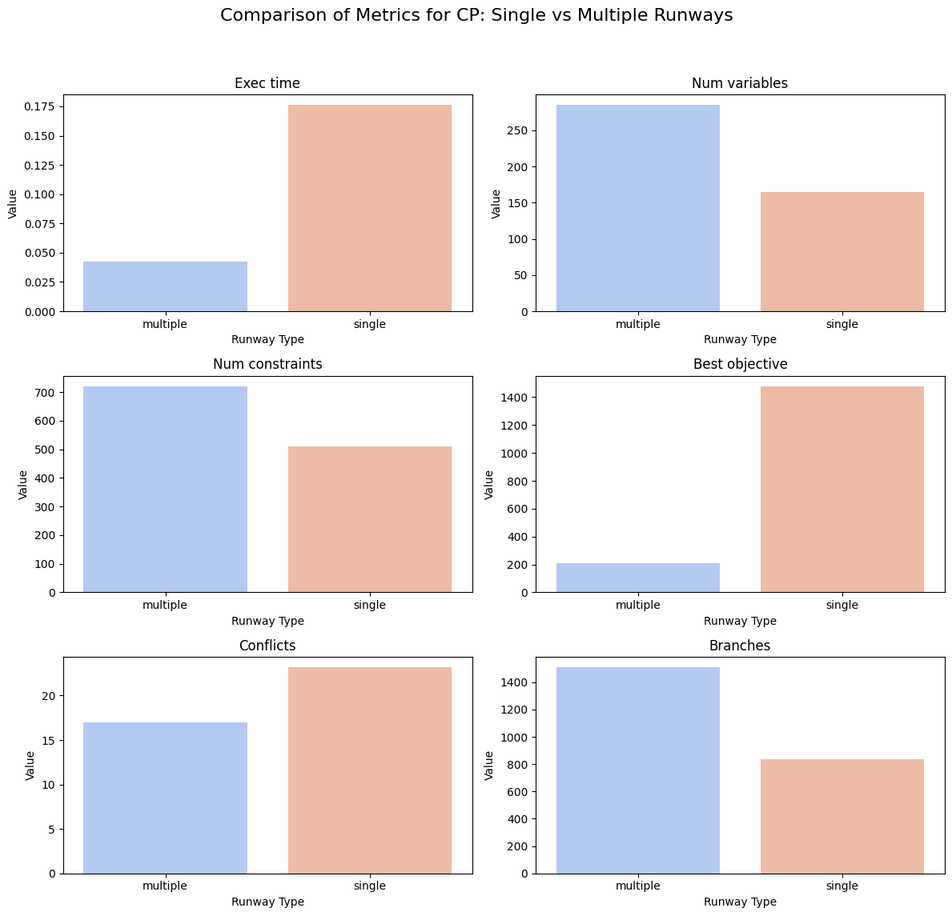 Comparison of Metrics for CP: Single vs Multiple Runways
Exec time
Value
0.175
0.150
0.125
0.100
0.075
0.050
0.025
0.000
multiple single
Runway Type
Num variables
Value
250
200
150
100
50
0
multiple single
Runway Type
Num constraints
Value
700
600
500
400
300
200
100
0
multiple single
Runway Type
Best objective
Value
1400
1200
1000
800
600
400
200
0
multiple single
Runway Type
Conflicts
Value
20
15
10
5
0
multiple single
Runway Type
Branches
Value
1400
1200
1000
800
600
400
200
0
multiple single
Runway Type